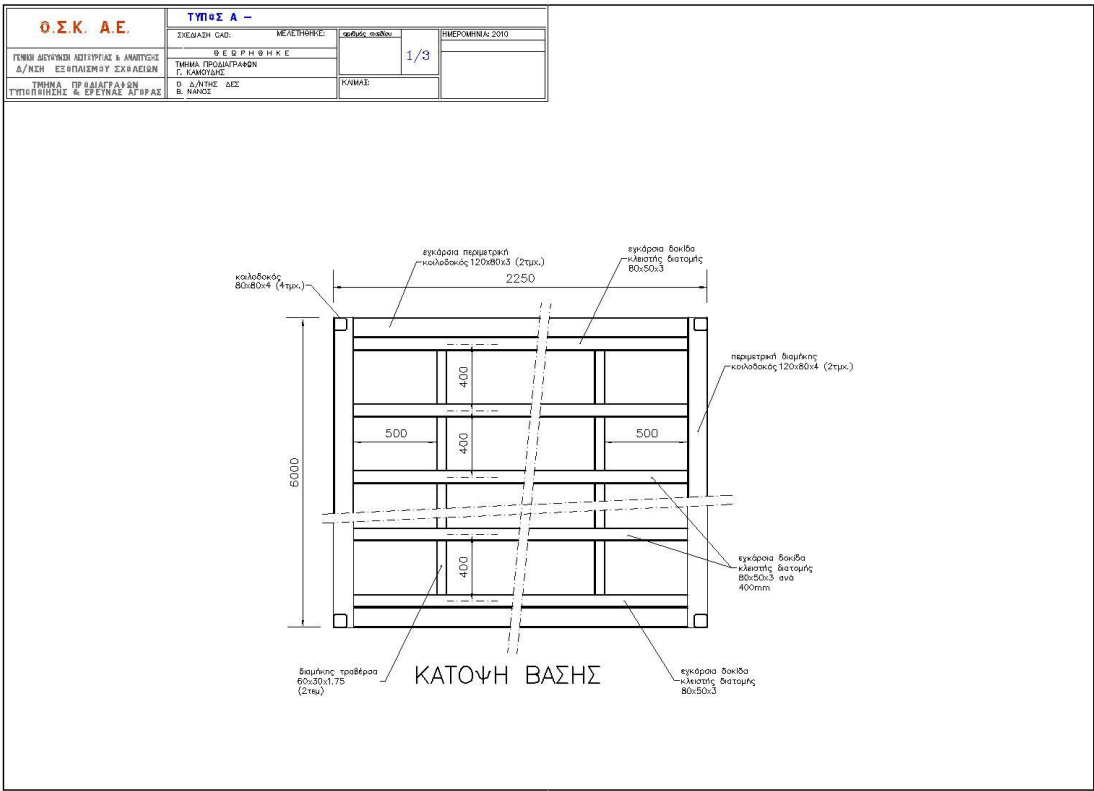 Ο.Σ.Κ. Α.Ε.
ΓΕΝΙΚΗ ΔΙΕΥΘΥΝΣΗ ΛΕΙΤΟΥΡΓΙΑΣ & ΑΝΑΠΤΥΞΗΣ
Δ/ΝΣΗ ΕΞΟΠΛΙΣΜΟΥ ΣΧΟΛΕΙΩΝ
ΤΜΗΜΑ ΠΡΟΔΙΑΓΡΑΦΩΝ
ΤΥΠΟΠΟΙΗΣΗΣ & ΕΡΕΥΝΑΣ ΑΓΟΡΑΣ
ΤΥΠΟΣ Α –
ΣΧΕΔΙΑΣΗ CAD:
ΜΕΛΕΤΗΘΗΚΕ:
ΘΕΩΡΗΘΗΚΕ
ΤΜΗΜΑ ΠΡΟΔΙΑΓΡΑΦΩΝ
Γ. ΚΑΜΟΥΔΗΣ
Ο Δ/ΝΤΗΣ ΔΕΣ
Β. ΝΑΝΟΣ
αριθμός σχεδίου
1/3
ΚΛΙΜΑΞ:
ΗΜΕΡΟΜΗΝΙΑ: 2010
εγκάρσια περιμετρική
κοιλοδοκός 120x80x3 (2τμχ.)
εγκάρσια δοκίδα
κλειστής διατομής
80x50x3
κοιλοδοκός
80x80x4 (4τμχ.)
2250
περιμετρική διαμήκης
κοιλοδοκός 120x80x4 (2τμχ.)
400
400
500
500
6000
400
εγκάρσια δοκίδα
κλειστής διατομής
80x50x3 ανά
400mm
διαμήκης τραβέρσα
60x30x1.75
(2τεμ)
ΚΑΤΟΨΗ ΒΑΣΗΣ
εγκάρσια δοκίδα
κλειστής διατομής
80x50x3